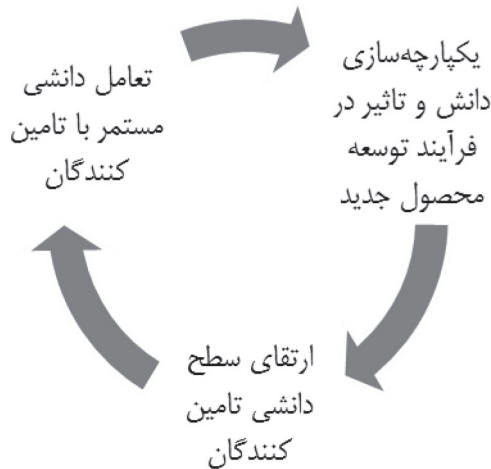 یکپارچه‌سازی
دانش و تاثیر در
فرآیند توسعه
محصول جدید
ارتقای سطح
دانشی تامین
کنندگان
تعامل دانشی
مستمر با تامین
کنندگان